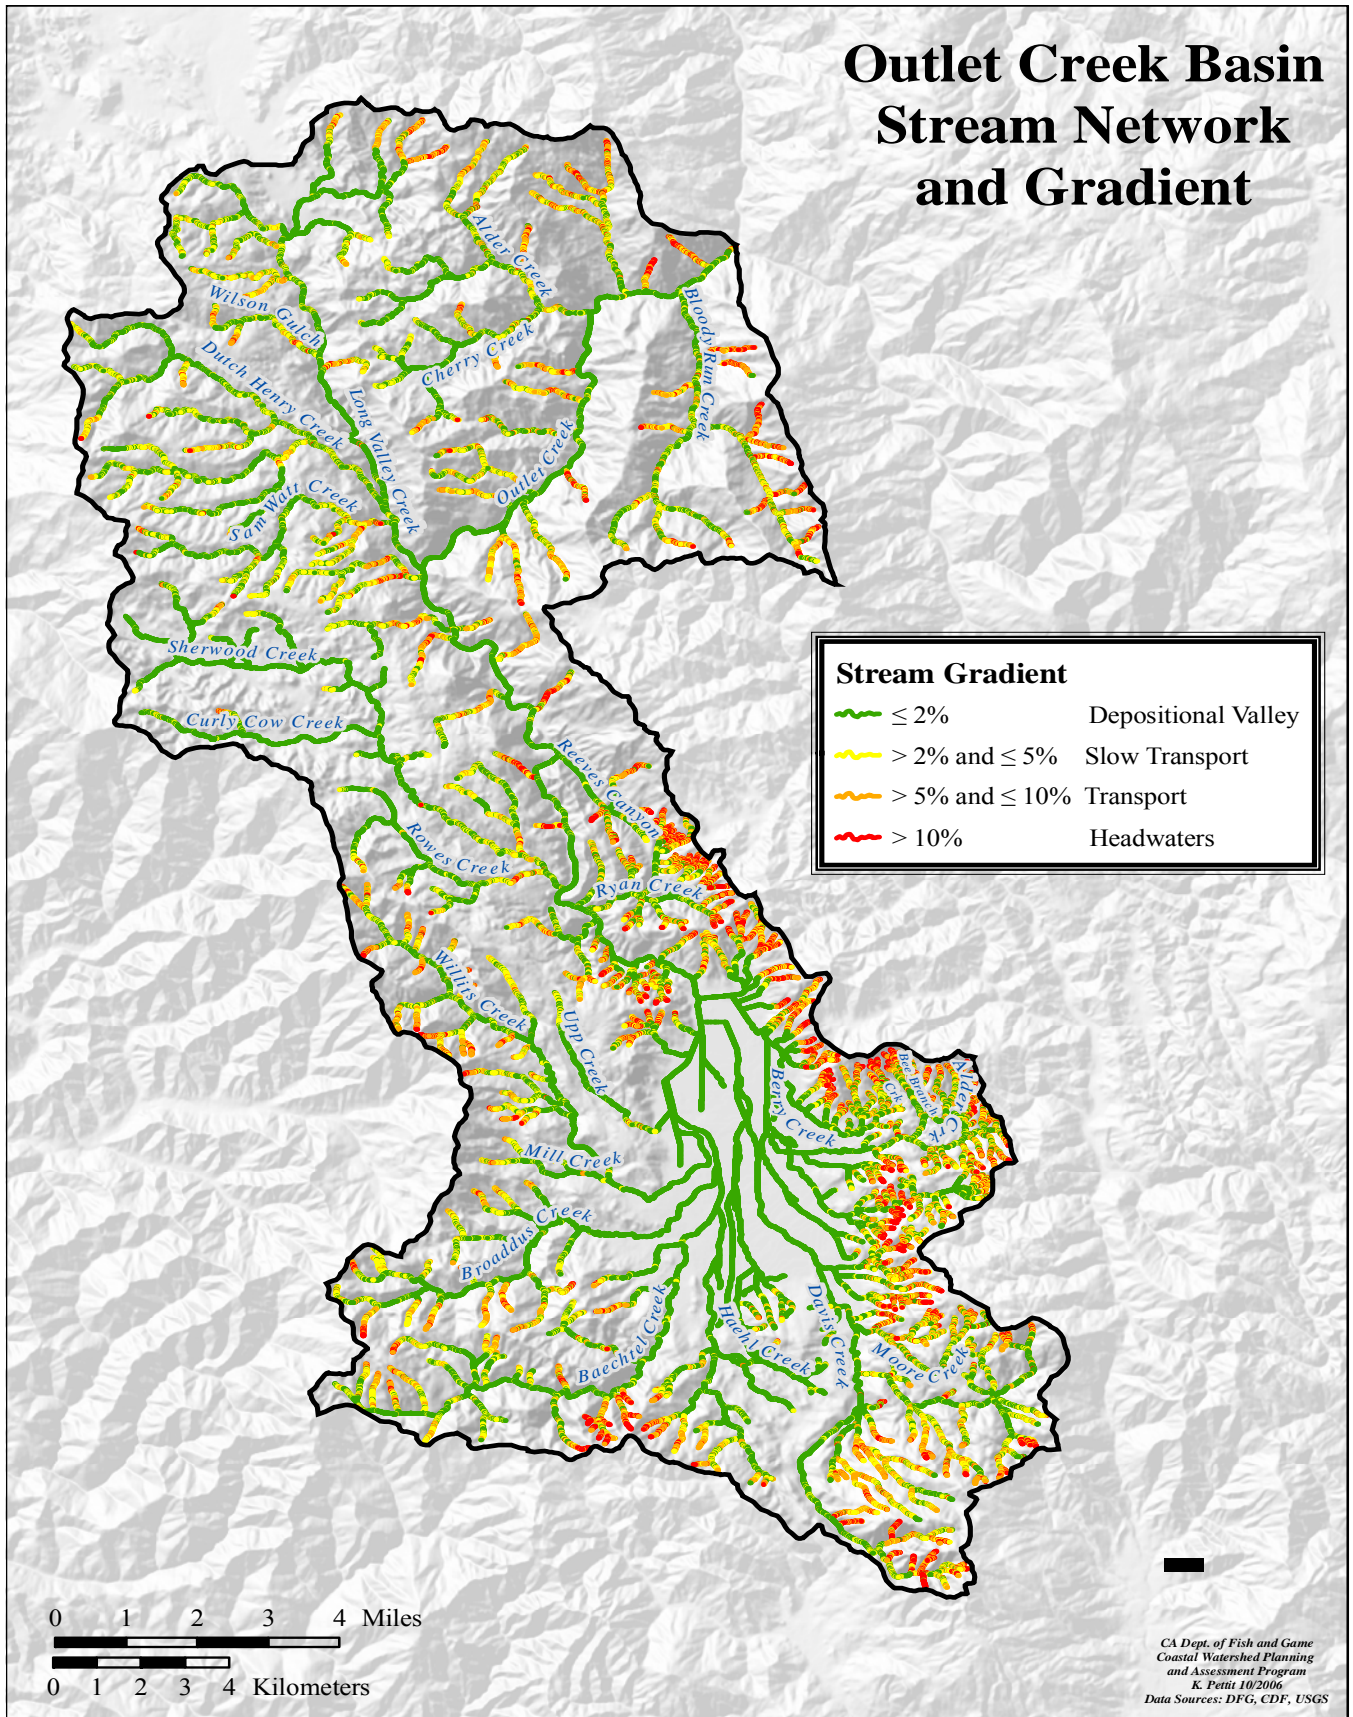 Outlet Creek Basin
Stream Network
and Gradient
Alder Creek
Wilson Gulch
Bloody Run Creek
Cherry Creek
Dutch Henry Creek
Long Valley Creek
Outlet Creek
Sam Watt Creek
Sherwood Creek
Curly Cow Creek
Stream Gradient
≤ 2% Depositional Valley
> 2% and ≤ 5% Slow Transport
> 5% and ≤ 10% Transport
> 10% Headwaters
Reeves Canyon
Rowes Creek
Ryan Creek
Willits Creek
Upp Creek
Berry Creek
Bee Branch
Crk
Alder Crk
Mill Creek
Broaddus Creek
Baechtel Creek
Haehl Creek
Davis Creek
Moore Creek
0 1 2 3 4 Miles
0 1 2 3 4 Kilometers
CA Dept. of Fish and Game
Coastal Watershed Planning
and Assessment Program
K. Pettit 10/2006
Data Sources: DFG, CDF, USGS